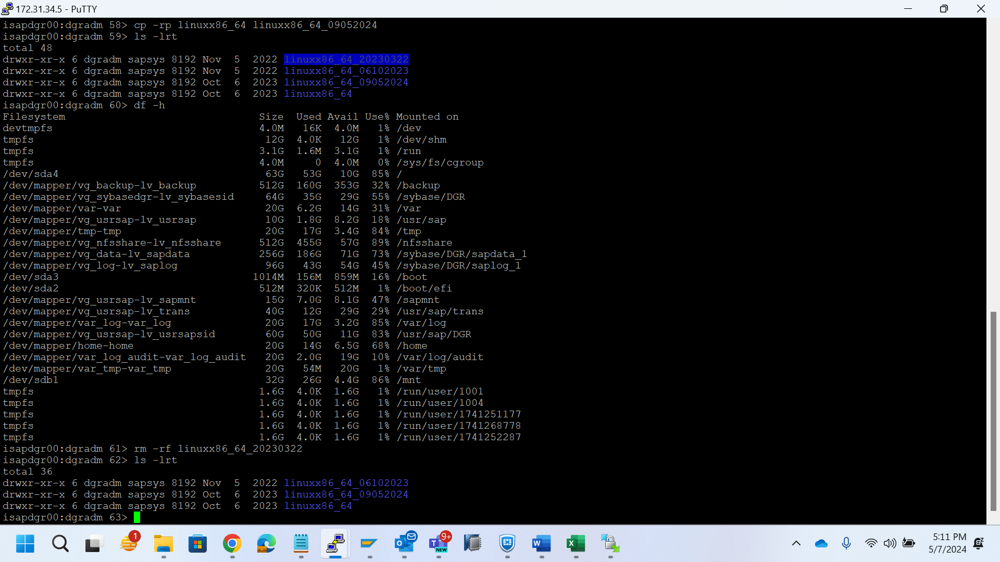 172.31.34.5 - PuTTY
isapdgr00:dgradm 58> cp -rp linuxx86_64 linuxx86_64_09052024
isapdgr00:dgradm 59> ls -lrt
total 48
drwxr-xr-x 6 dgradm sapsys 8192 Nov  5  2022 linuxx86_64_20230322
drwxr-xr-x 6 dgradm sapsys 8192 Nov  5  2022 linuxx86_64_06102023
drwxr-xr-x 6 dgradm sapsys 8192 Oct  6  2023 linuxx86_64_09052024
drwxr-xr-x 6 dgradm sapsys 8192 Oct  6  2023 linuxx86_64
isapdgr00:dgradm 60> df -h
Filesystem                               Size  Used Avail Use% Mounted on
devtmpfs                                 4.0M   16K  4.0M   1% /dev
tmpfs                                     12G  4.0K   12G   1% /dev/shm
tmpfs                                    3.1G  1.6M  3.1G   1% /run
tmpfs                                    4.0M     0  4.0M   0% /sys/fs/cgroup
/dev/sda4                                 63G   53G   10G  85% /
/dev/mapper/vg_backup-lv_backup          512G  160G  353G  32% /backup
/dev/mapper/vg_sybasedgr-lv_sybasesid     64G   35G   29G  55% /sybase/DGR
/dev/mapper/var-var                       20G  6.2G   14G  31% /var
/dev/mapper/vg_usrsap-lv_usrsap           10G  1.8G  8.2G  18% /usr/sap
/dev/mapper/tmp-tmp                       20G   17G  3.4G  84% /tmp
/dev/mapper/vg_nfsshare-lv_nfsshare      512G  455G   57G  89% /nfsshare
/dev/mapper/vg_data-lv_sapdata           256G  186G   71G  73% /sybase/DGR/sapdata_1
/dev/mapper/vg_log-lv_saplog              96G   43G   54G  45% /sybase/DGR/saplog_1
/dev/sda3                               1014M  156M  859M  16% /boot
/dev/sda2                                512M  320K  512M   1% /boot/efi
/dev/mapper/vg_usrsap-lv_sapmnt           15G  7.0G  8.1G  47% /sapmnt
/dev/mapper/vg_usrsap-lv_trans            40G   12G   29G  29% /usr/sap/trans
/dev/mapper/var_log-var_log               20G   17G  3.2G  85% /var/log
/dev/mapper/vg_usrsap-lv_usrsapsid        60G   50G   11G  83% /usr/sap/DGR
/dev/mapper/home-home                     20G   14G  6.5G  68% /home
/dev/mapper/var_log_audit-var_log_audit   20G  2.0G   19G  10% /var/log/audit
/dev/mapper/var_tmp-var_tmp               20G   54M   20G   1% /var/tmp
/dev/sdb1                                 32G   26G  4.4G  86% /mnt
tmpfs                                    1.6G  4.0K  1.6G   1% /run/user/1001
tmpfs                                    1.6G  4.0K  1.6G   1% /run/user/1004
tmpfs                                    1.6G  4.0K  1.6G   1% /run/user/1741251177
tmpfs                                    1.6G  4.0K  1.6G   1% /run/user/1741268778
tmpfs                                    1.6G  4.0K  1.6G   1% /run/user/1741252287
isapdgr00:dgradm 61> rm -rf linuxx86_64_20230322
isapdgr00:dgradm 62> ls -lrt
total 36
drwxr-xr-x 6 dgradm sapsys 8192 Nov  5  2022 linuxx86_64_06102023
drwxr-xr-x 6 dgradm sapsys 8192 Oct  6  2023 linuxx86_64_09052024
drwxr-xr-x 6 dgradm sapsys 8192 Oct  6  2023 linuxx86_64
isapdgr00:dgradm 63>
1
9+
NEW
5:11 PM
5/7/2024